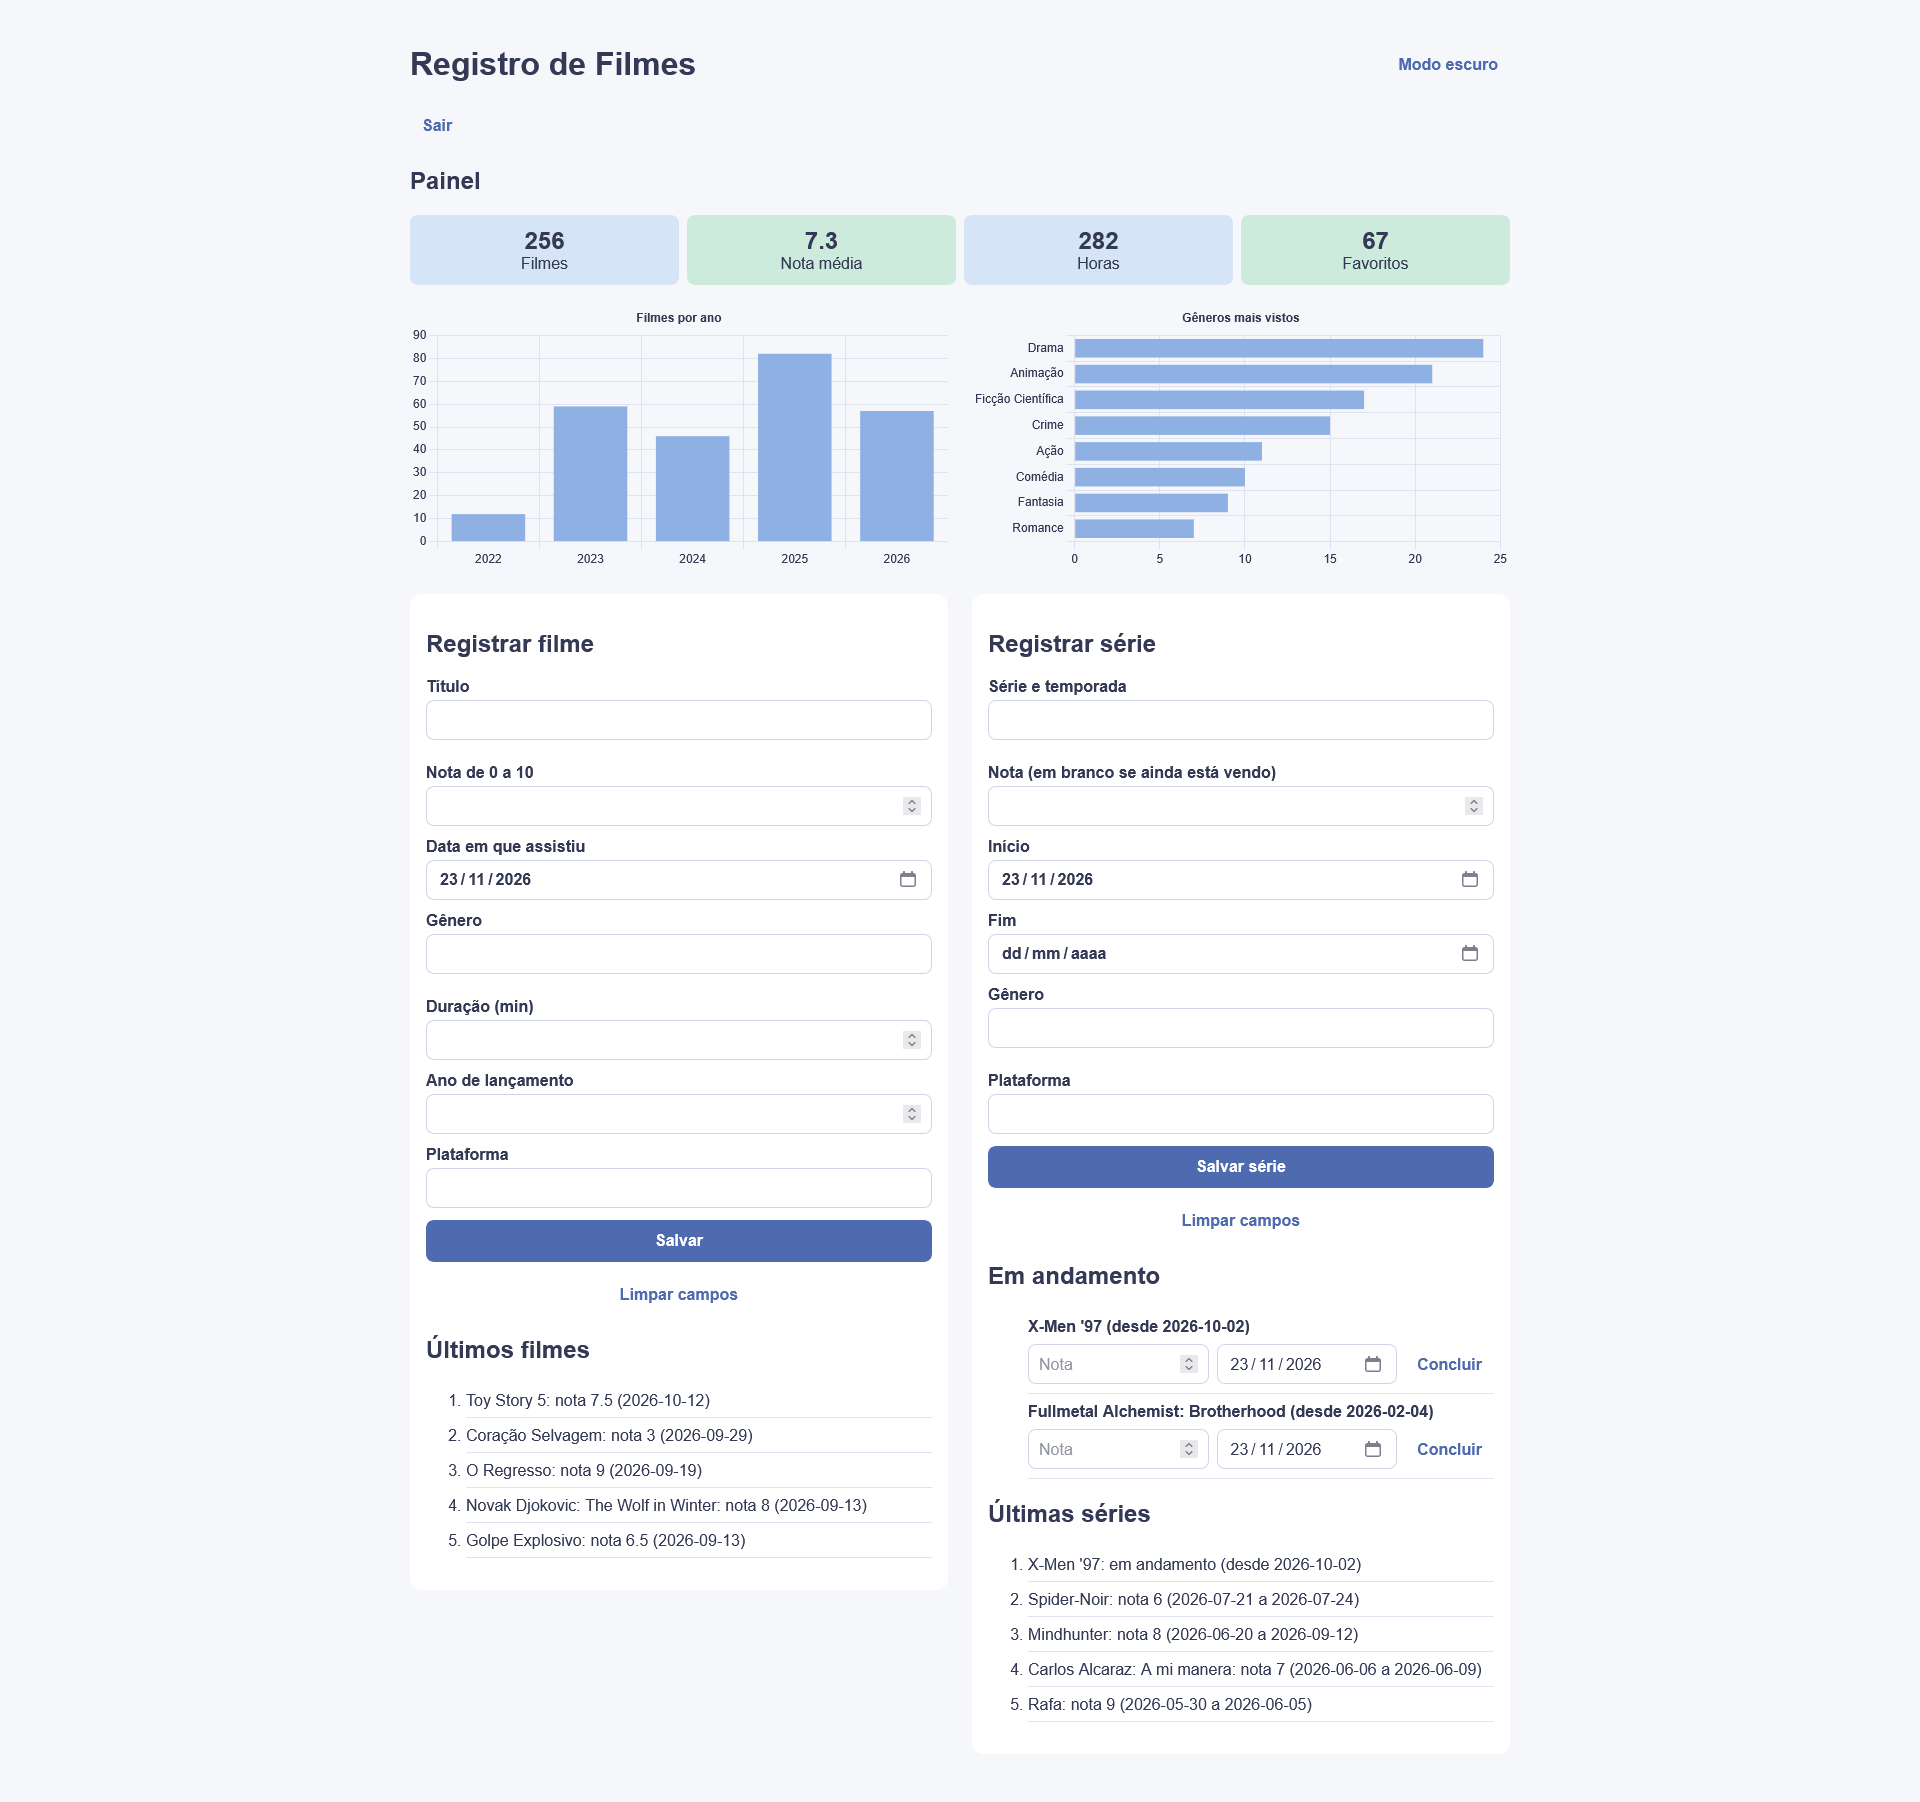 Registro de Filmes
Modo escuro
Sair
Painel
256
Filmes
7.3
Nota média
282
Horas
67
Favoritos
Filmes por ano
90
80
70
60
50
40
30
20
10
0
2022 2023 2024 2025 2026
Gêneros mais vistos
Drama
Animação
Ficção Científica
Crime
Ação
Comédia
Fantasia
Romance
0 5 10 15 20 25
Registrar filme
Título
Nota de 0 a 10
Data em que assistiu
23/11/2026
Gênero
Duração (min)
Ano de lançamento
Plataforma
Salvar
Limpar campos
Últimos filmes
1. Toy Story 5: nota 7.5 (2026-10-12)
2. Coração Selvagem: nota 3 (2026-09-29)
3. O Regresso: nota 9 (2026-09-19)
4. Novak Djokovic: The Wolf in Winter: nota 8 (2026-09-13)
5. Golpe Explosivo: nota 6.5 (2026-09-13)
Registrar série
Série e temporada
Nota (em branco se ainda está vendo)
Início
23/11/2026
Fim
dd/mm/aaaa
Gênero
Plataforma
Salvar série
Limpar campos
Em andamento
X-Men '97 (desde 2026-10-02)
Nota 23/11/2026 Concluir
Fullmetal Alchemist: Brotherhood (desde 2026-02-04)
Nota 23/11/2026 Concluir
Últimas séries
1. X-Men '97: em andamento (desde 2026-10-02)
2. Spider-Noir: nota 6 (2026-07-21 a 2026-07-24)
3. Mindhunter: nota 8 (2026-06-20 a 2026-09-12)
4. Carlos Alcaraz: A mi manera: nota 7 (2026-06-06 a 2026-06-09)
5. Rafa: nota 9 (2026-05-30 a 2026-06-05)